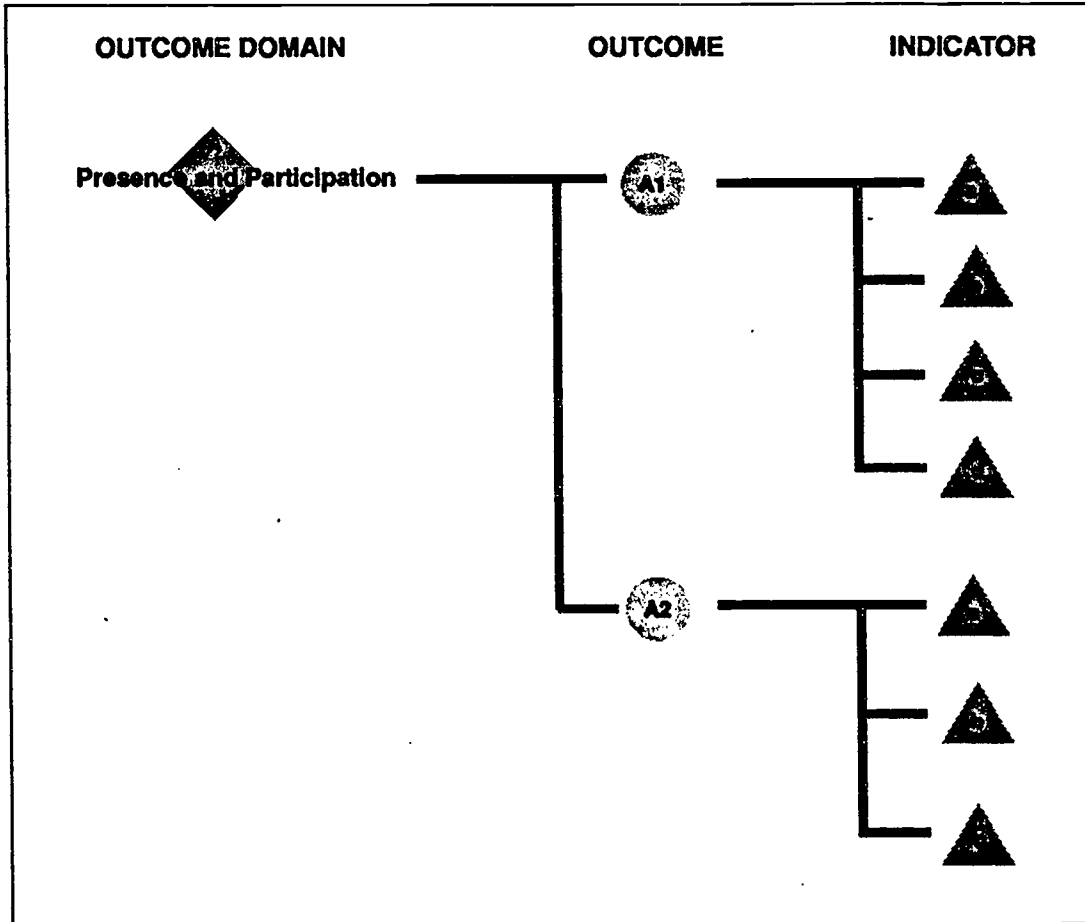 OUTCOME DOMAIN OUTCOME INDICATOR
Presence and Participation A1
A2
a
b